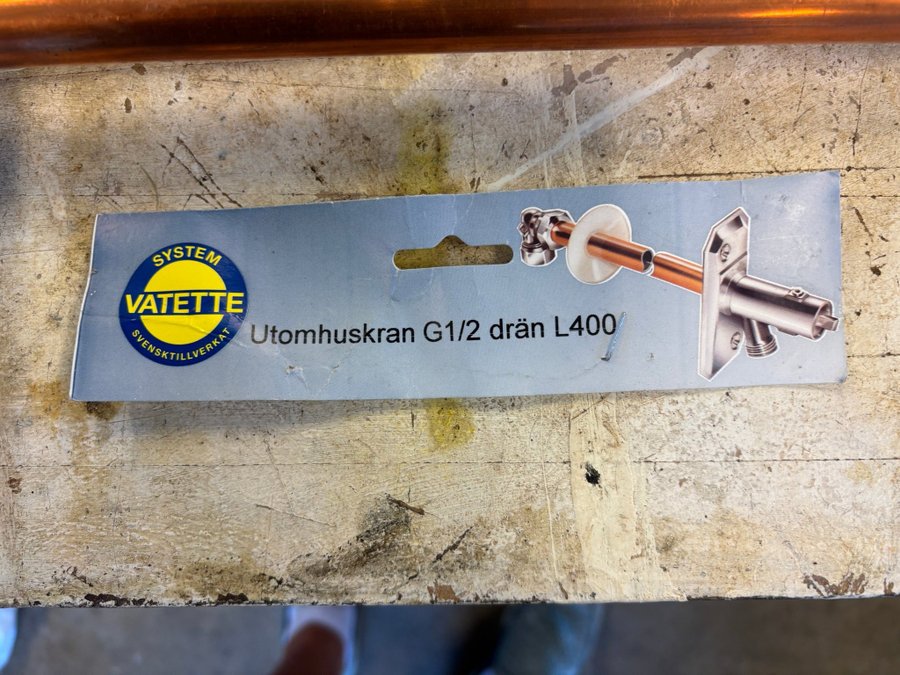 SYSTEM
VATETTE
SVENSKTILLVERKAT
Utomhuskran G1/2 drän L400